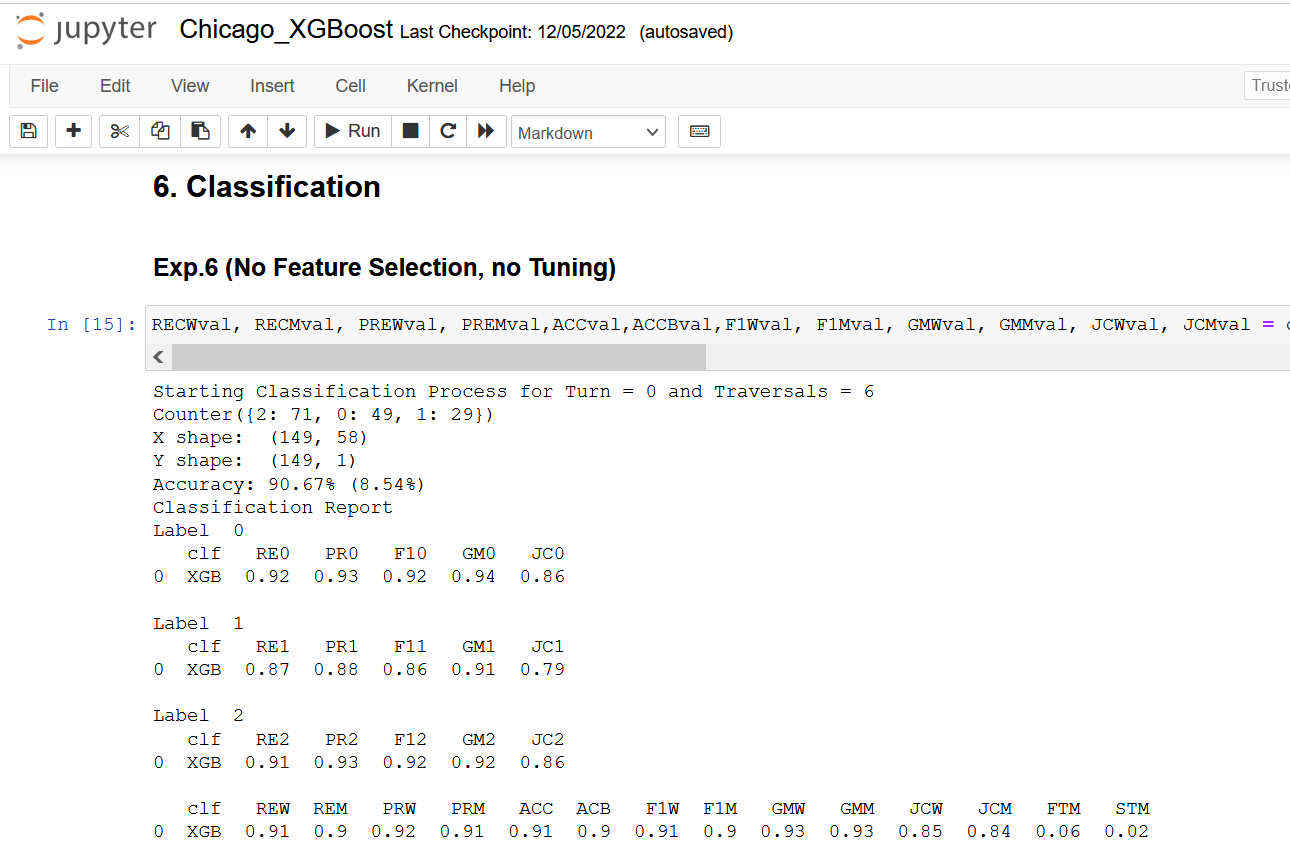 jupyter Chicago_XGBoost Last Checkpoint: 12/05/2022 (autosaved)
File Edit View Insert Cell Kernel Help
Run Markdown
6. Classification
Exp.6 (No Feature Selection, no Tuning)
In [15]: RECWval, RECMval, PREWval, PREMval,ACCval,ACCBval,F1Wval, F1Mval, GMWval, GMMval, JCWval, JCMval =
Starting Classification Process for Turn = 0 and Traversals = 6
Counter({2: 71, 0: 49, 1: 29})
X shape: (149, 58)
Y shape: (149, 1)
Accuracy: 90.67% (8.54%)
Classification Report
Label 0
clf RE0 PR0 F10 GM0 JC0
0 XGB 0.92 0.93 0.92 0.94 0.86
Label 1
clf RE1 PR1 F11 GM1 JC1
0 XGB 0.87 0.88 0.86 0.91 0.79
Label 2
clf RE2 PR2 F12 GM2 JC2
0 XGB 0.91 0.93 0.92 0.92 0.86
clf REW REM PRW PRM ACC ACB F1W F1M GMW GMM JCW JCM FTM STM
0 XGB 0.91 0.9 0.92 0.91 0.91 0.9 0.91 0.9 0.93 0.93 0.85 0.84 0.06 0.02